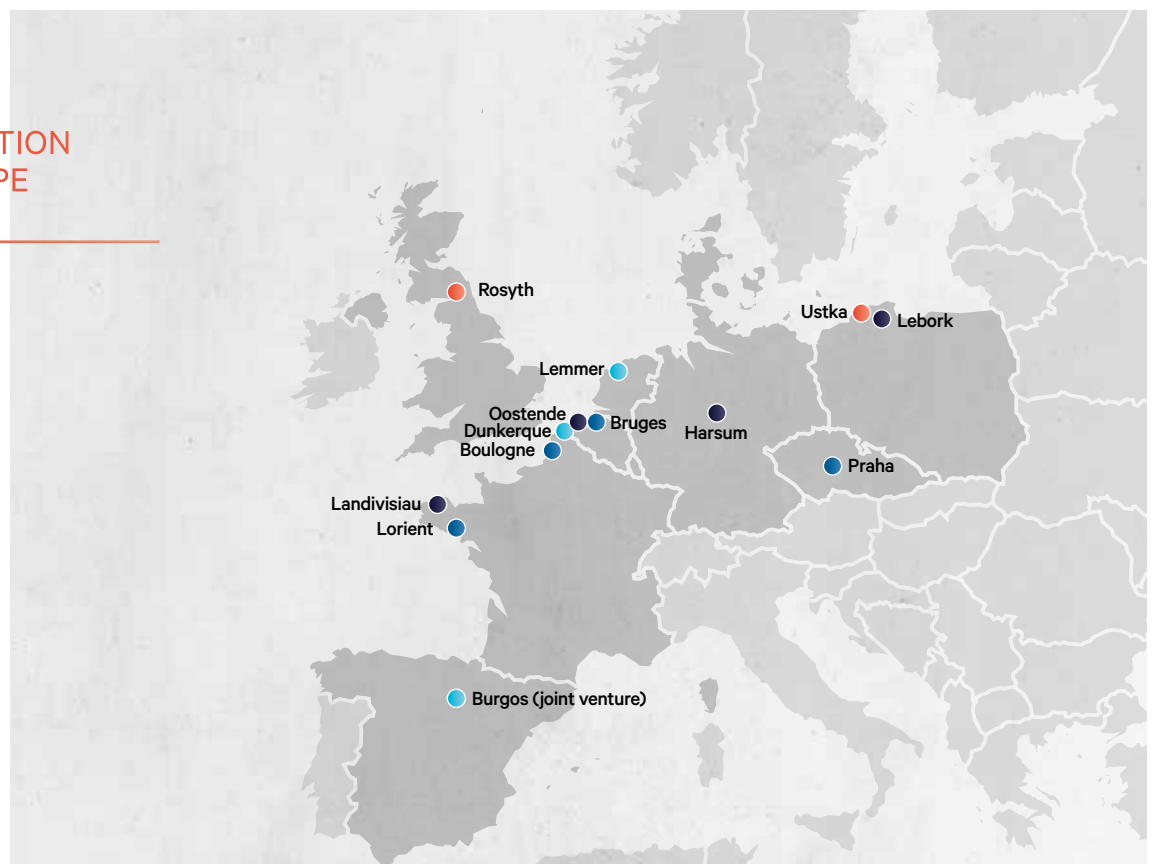 TION
PE
Rosyth
Ustka
Lebork
Lemmer
Oostende
Bruges
Dunkerque
Harsum
Boulogne
Praha
Landivisiau
Lorient
Burgos (joint venture)